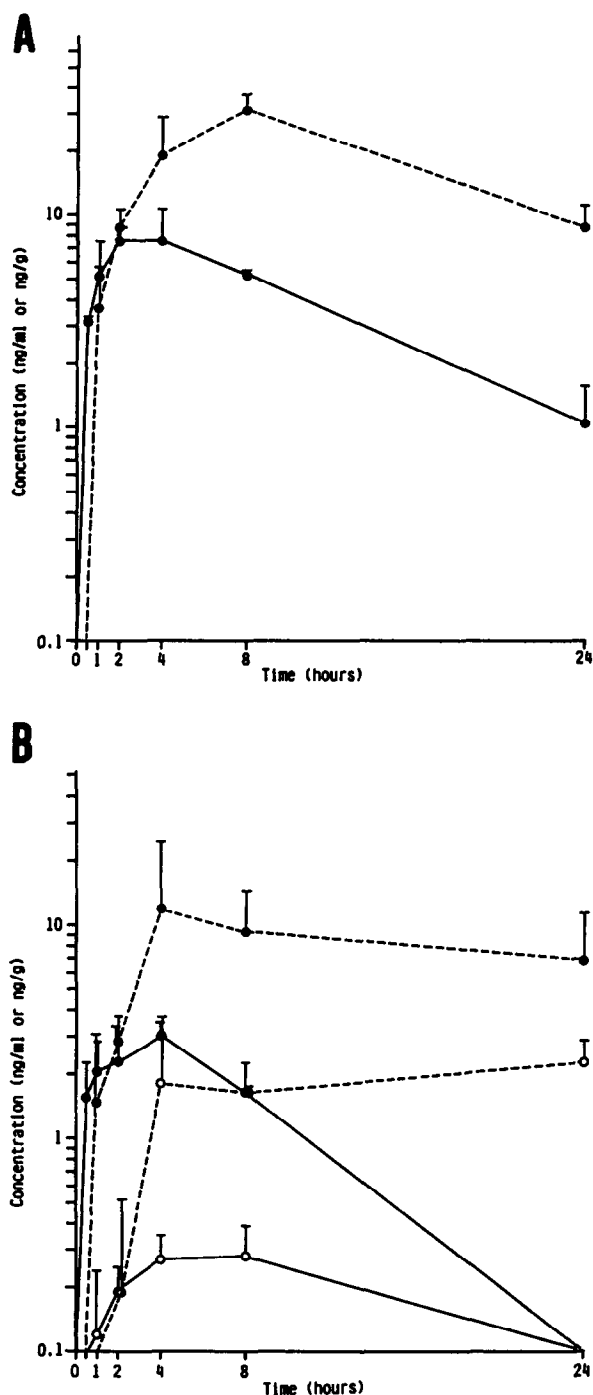 A
Concentration (ng/ml or ng/g)
10
1
0.1
0 1 2 4 8 24
Time (hours)
B
Concentration (ng/ml or ng/g)
10
1
0.1
0 1 2 4 8 24
Time (hours)